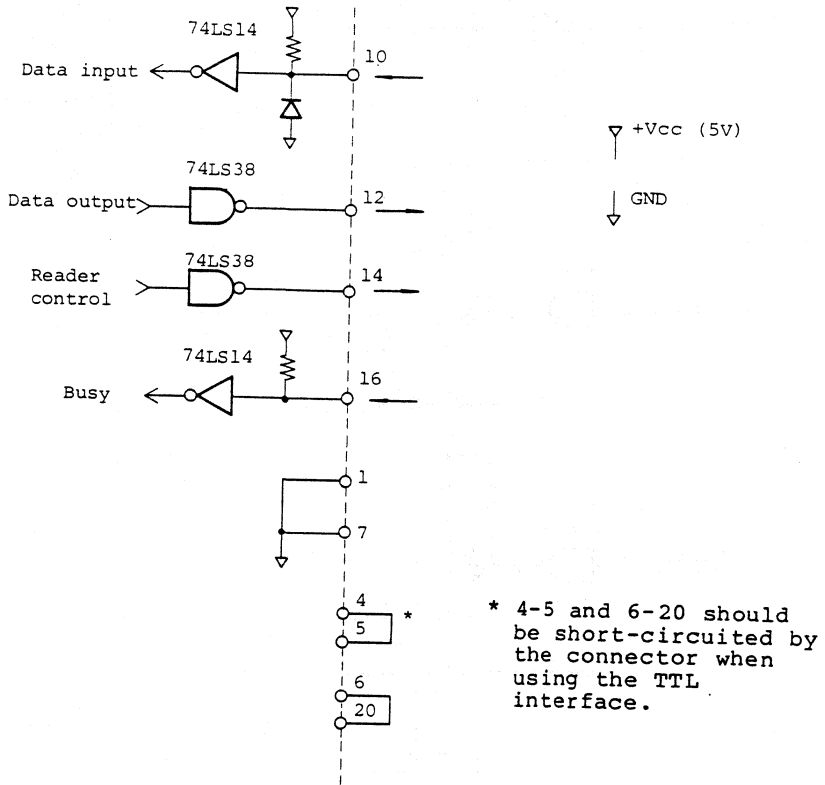 74LS14
10
Data input
+Vcc (5V)
74LS38
Data output
12
GND
74LS38
Reader
control
14
74LS14
16
Busy
1
7
4
*
5
6
20
* 4-5 and 6-20 should
be short-circuited by
the connector when
using the TTL
interface.